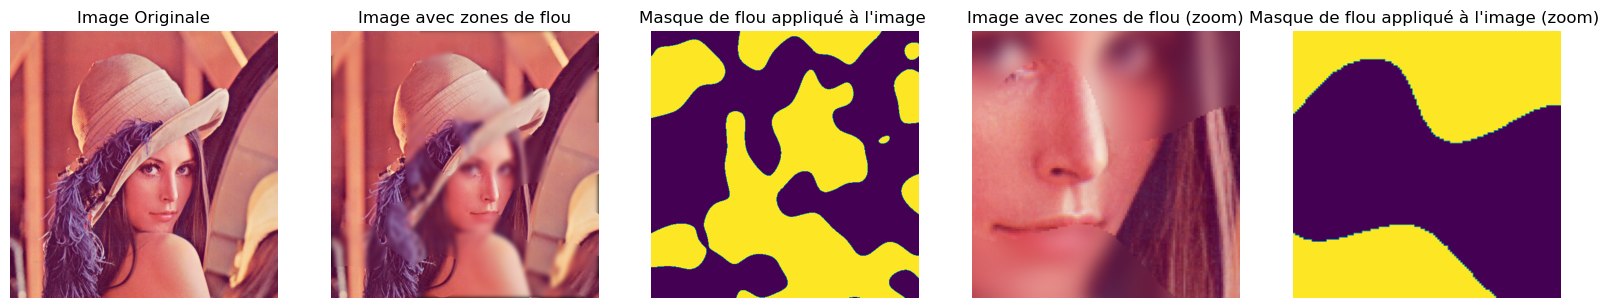 Image Originale
Image avec zones de flou
Masque de flou appliqué à l'image
Image avec zones de flou (zoom)
Masque de flou appliqué à l'image (zoom)